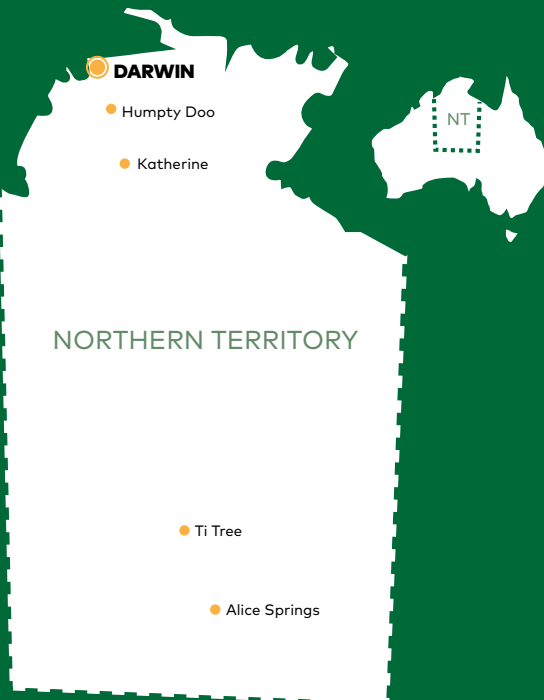 DARWIN
Humpty Doo
NT
Katherine
NORTHERN TERRITORY
Ti Tree
Alice Springs